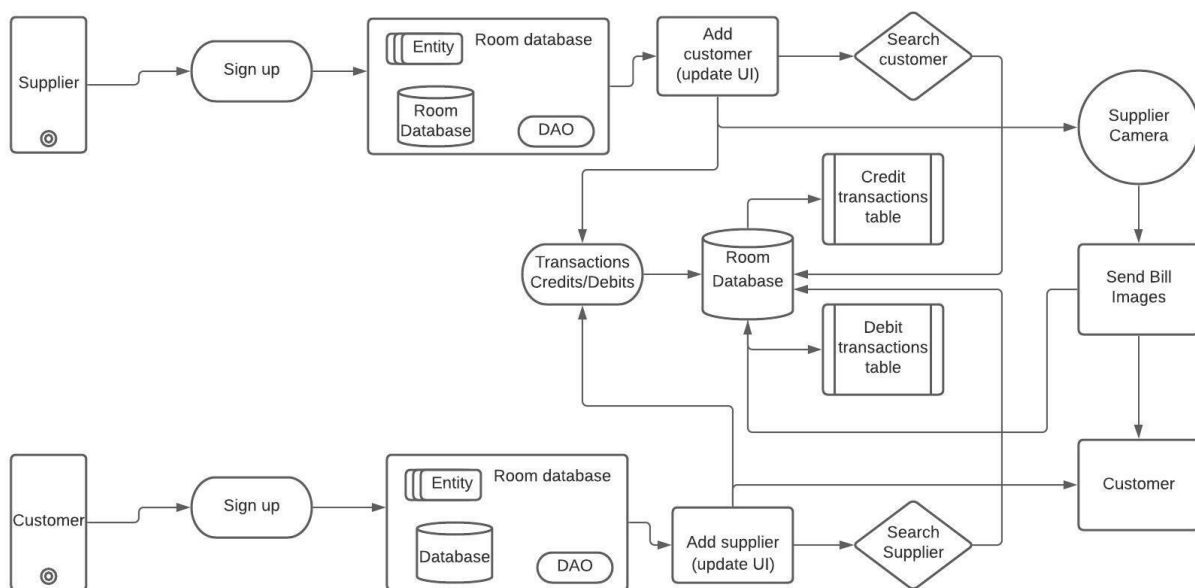 Supplier
Sign up
Entity
Room database
Room
Database
DAO
Add
customer
(update UI)
Search
customer
Supplier
Camera
Credit
transactions
table
Transactions
Credits/Debits
Room
Database
Send Bill
Images
Debit
transactions
table
Customer
Sign up
Entity
Room database
Database
DAO
Add supplier
(update UI)
Search
Supplier
Customer